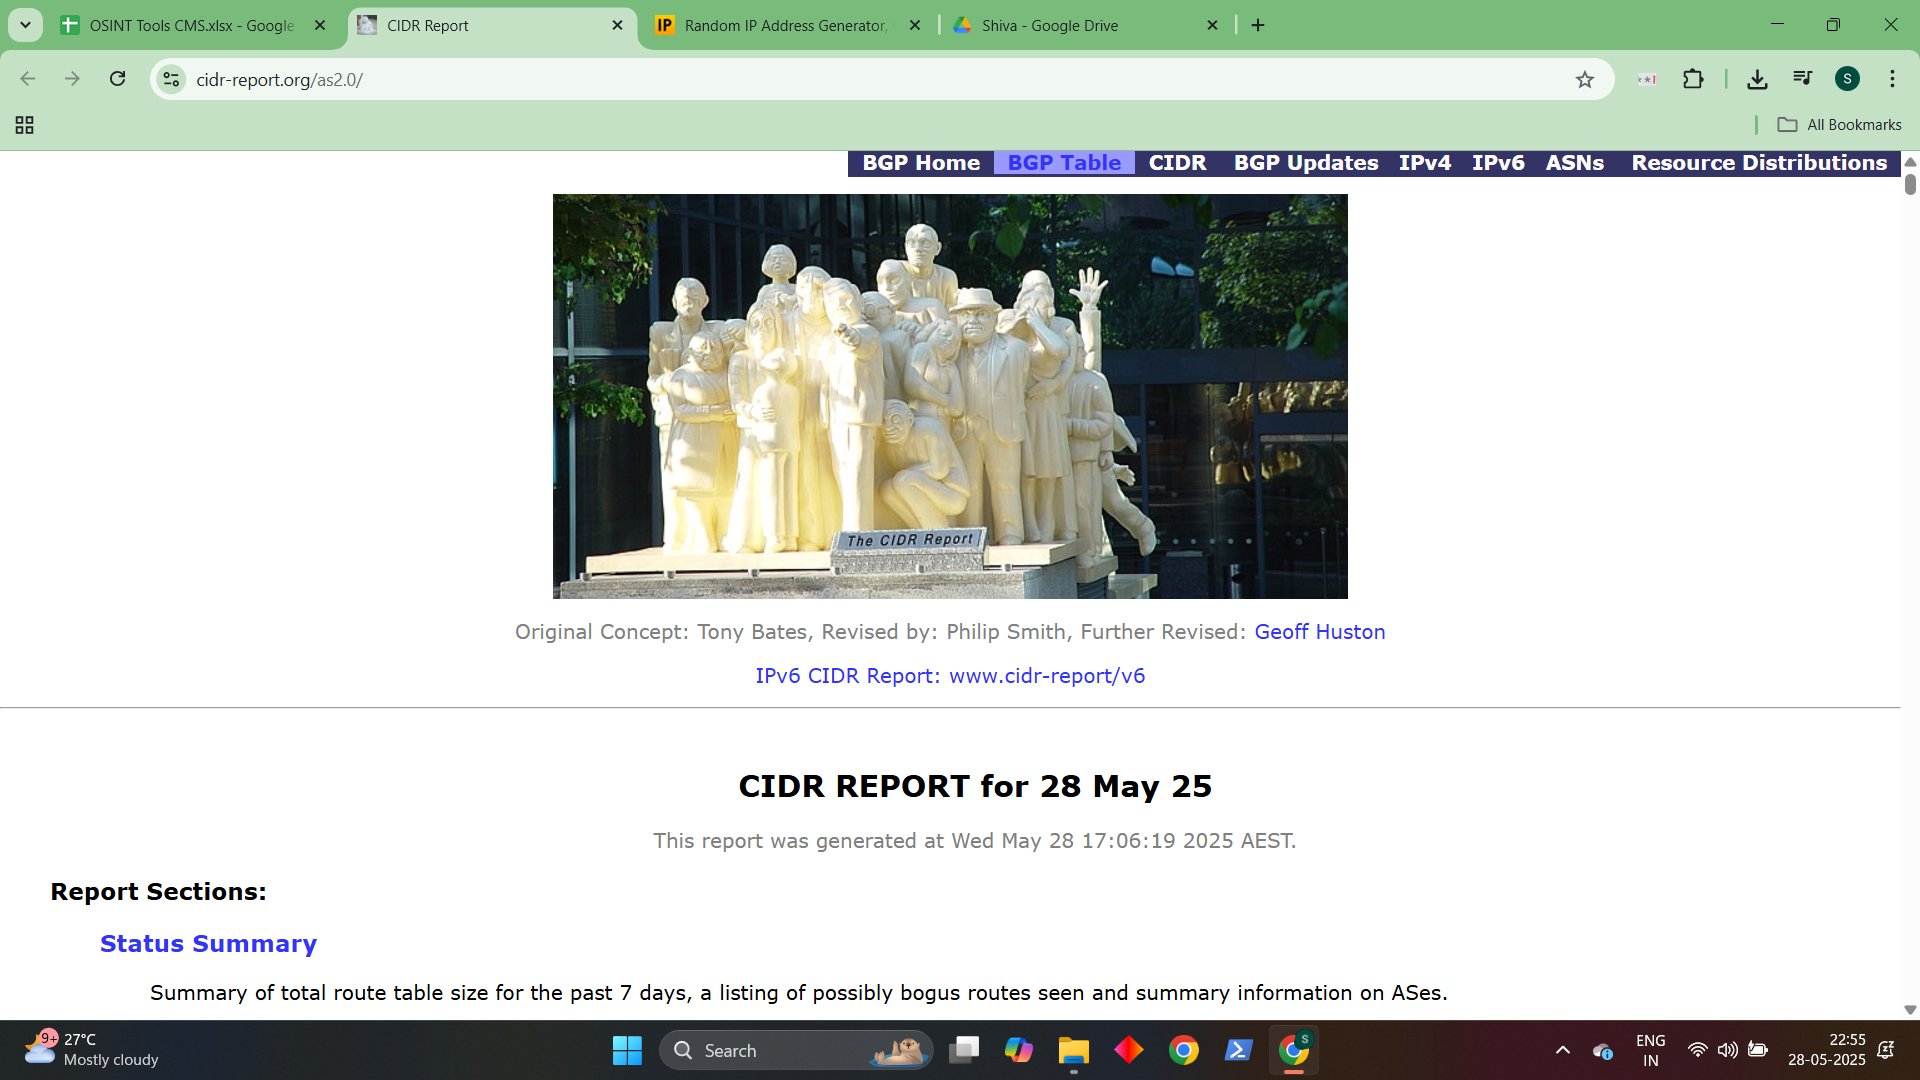 OSINT Tools CMS.xlsx - Google
CIDR Report
IP
Random IP Address Generator,
Shiva - Google Drive
cidr-report.org/as2.0/
S
All Bookmarks
BGP Home BGP Table CIDR BGP Updates IPv4 IPv6 ASNs Resource Distributions
The CIDR Report
Original Concept: Tony Bates, Revised by: Philip Smith, Further Revised: Geoff Huston
IPv6 CIDR Report: www.cidr-report/v6
CIDR REPORT for 28 May 25
This report was generated at Wed May 28 17:06:19 2025 AEST.
Report Sections:
Status Summary
Summary of total route table size for the past 7 days, a listing of possibly bogus routes seen and summary information on ASes.
9+
27°C
Mostly cloudy
Search
S
ENG
IN
22:55
28-05-2025